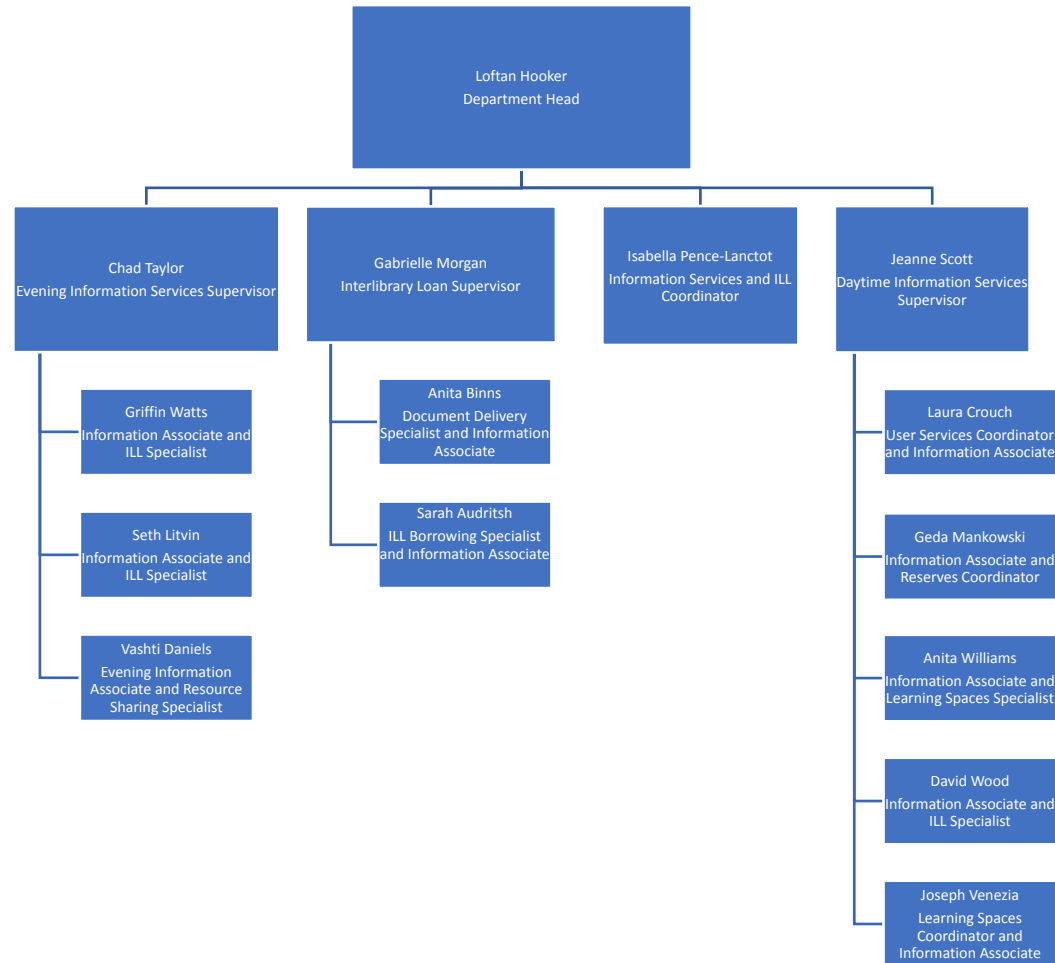 Loftan Hooker
Department Head
Chad Taylor
Evening Information Services Supervisor
Gabrielle Morgan
Interlibrary Loan Supervisor
Isabella Pence-Lanctot
Information Services and ILL
Coordinator
Jeanne Scott
Daytime Information Services
Supervisor
Griffin Watts
Information Associate and
ILL Specialist
Seth Litvin
Information Associate and
ILL Specialist
Vashti Daniels
Evening Information
Associate and Resource
Sharing Specialist
Anita Binns
Document Delivery
Specialist and Information
Associate
Sarah Audritsh
ILL Borrowing Specialist
and Information Associate
Laura Crouch
User Services Coordinator
and Information Associate
Geda Mankowski
Information Associate and
Reserves Coordinator
Anita Williams
Information Associate and
Learning Spaces Specialist
David Wood
Information Associate and
ILL Specialist
Joseph Venezia
Learning Spaces
Coordinator and
Information Associate